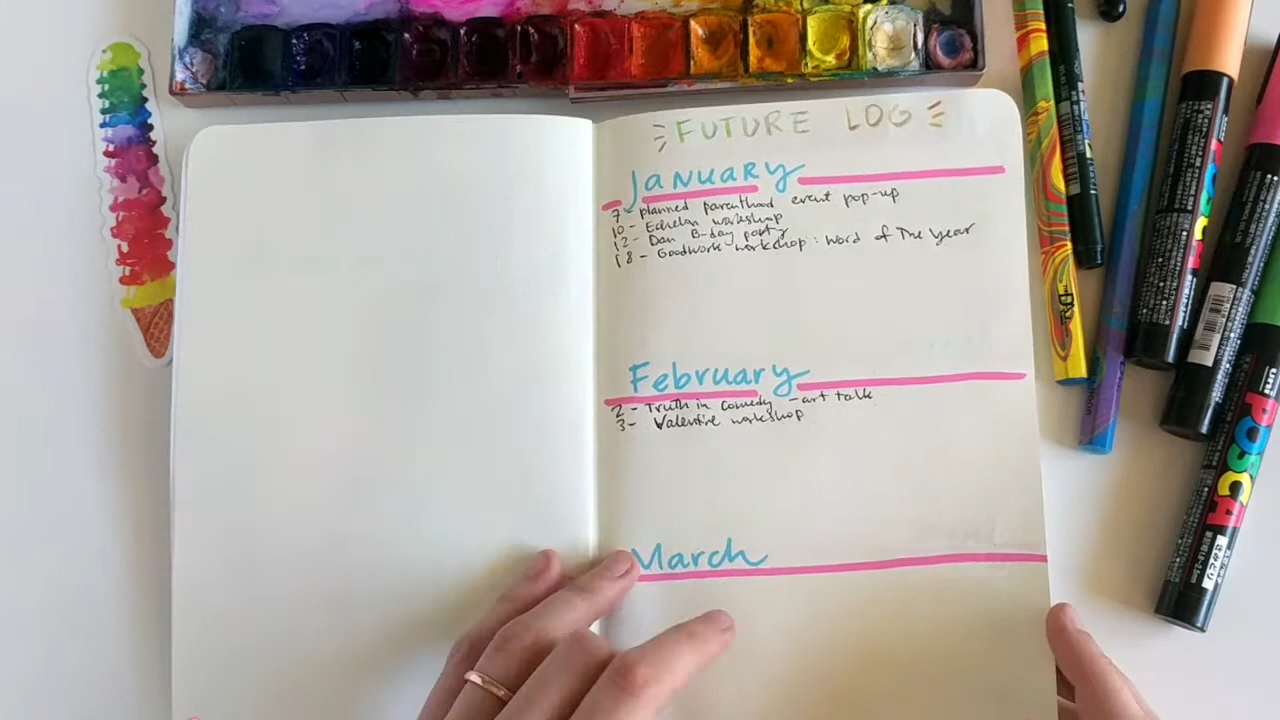 FUTURE LOG
January
7- planned parenthood event pop-up
10- Echelon workshop
12- Dan B-day party
18- Goodwork workshop: Word of The Year
February
2- Truth in Comedy -art talk
3- Valentine workshop
March
POSCA